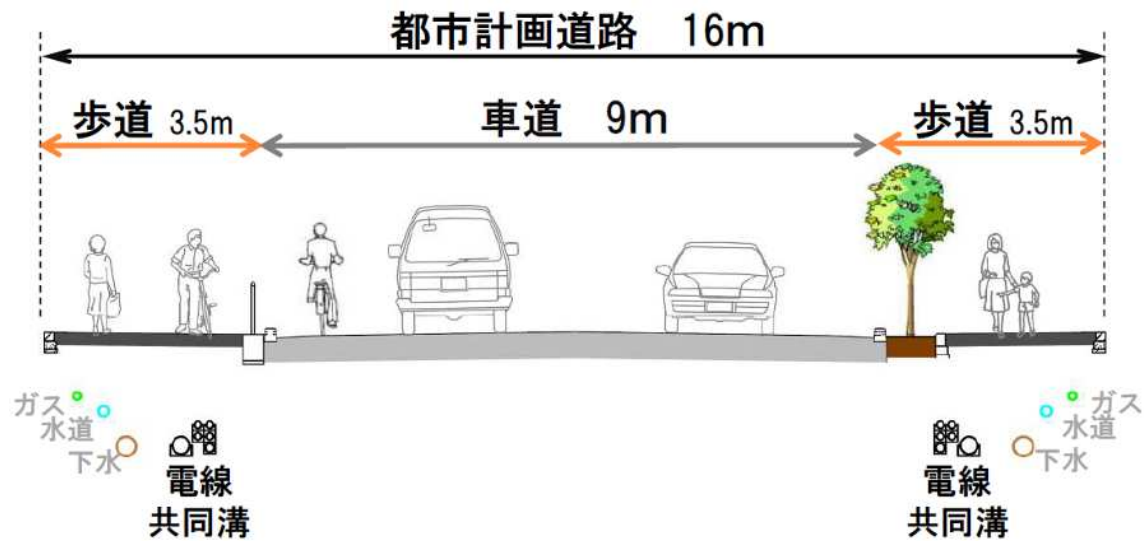 都市計画道路　16m
歩道 3.5m
車道　9m
歩道 3.5m
ガス
水道
下水
電線
共同溝
ガス
水道
下水
電線
共同溝